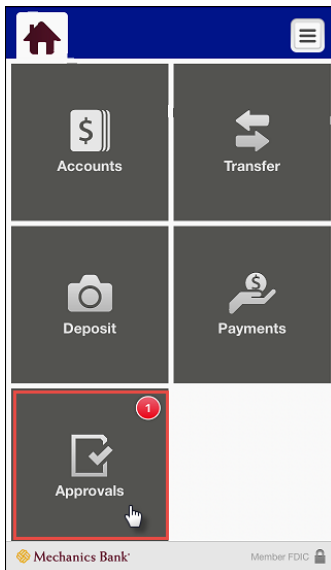 $
Accounts
Transfer
Deposit
$
Payments
1
Approvals
Mechanics Bank®
Member FDIC